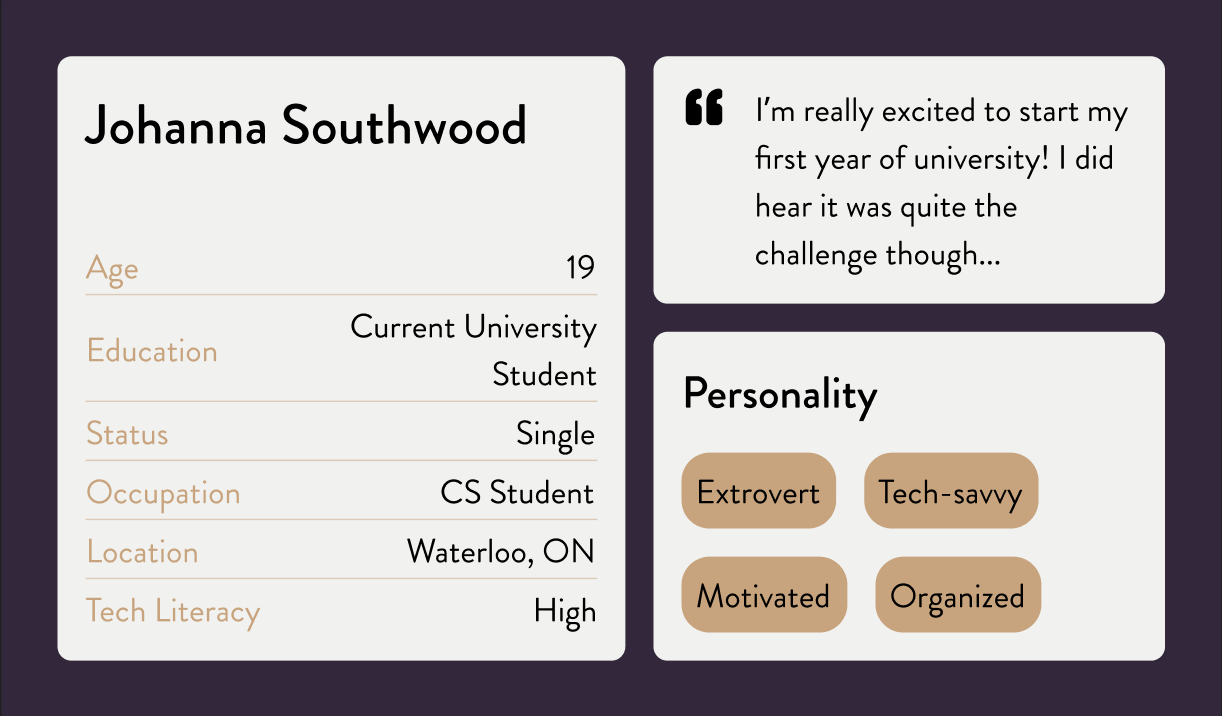 Johanna Southwood
Age 19
Education Current University
Student
Status Single
Occupation CS Student
Location Waterloo, ON
Tech Literacy High
“ I'm really excited to start my
first year of university! I did
hear it was quite the
challenge though...
Personality
Extrovert Tech-savvy
Motivated Organized